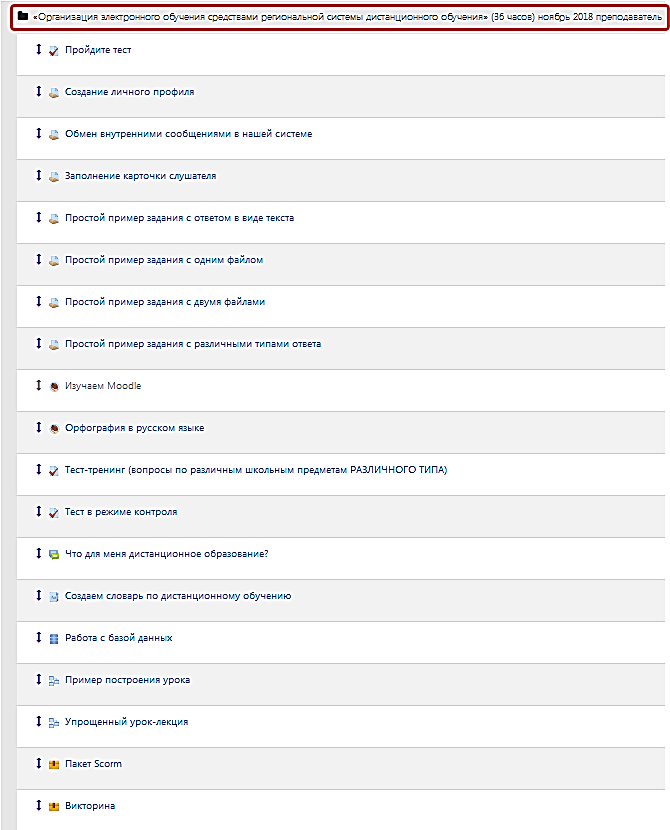 «Организация электронного обучения средствами региональной системы дистанционного обучения» (36 часов) ноябрь 2018 преподаватель
Пройдите тест
Создание личного профиля
Обмен внутренними сообщениями в нашей системе
Заполнение карточки слушателя
Простой пример задания с ответом в виде текста
Простой пример задания с одним файлом
Простой пример задания с двумя файлами
Простой пример задания с различными типами ответа
Изучаем Moodle
Орфография в русском языке
Тест-тренинг (вопросы по различным школьным предметам РАЗЛИЧНОГО ТИПА)
Тест в режиме контроля
Что для меня дистанционное образование?
Создаем словарь по дистанционному обучению
Работа с базой данных
Пример построения урока
Упрощенный урок-лекция
Пакет Scorm
Викторина